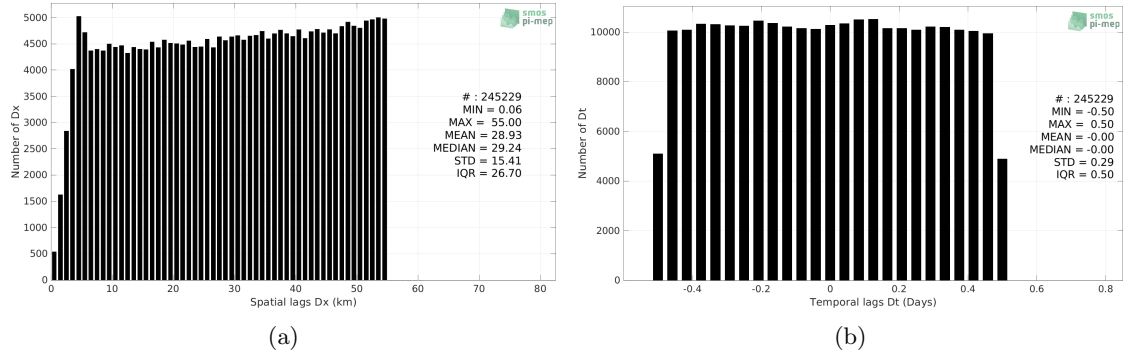 smos
pi-mep
5000
4500
4000
3500
3000
2500
2000
1500
1000
500
0
Number of Dx
# : 245229
MIN = 0.06
MAX = 55.00
MEAN = 28.93
MEDIAN = 29.24
STD = 15.41
IQR = 26.70
0 10 20 30 40 50 60 70 80
Spatial lags Dx (km)
(a)
smos
pi-mep
10000
8000
6000
4000
2000
0
Number of Dt
# : 245229
MIN = -0.50
MAX = 0.50
MEAN = -0.00
MEDIAN = -0.00
STD = 0.29
IQR = 0.50
-0.4 -0.2 0 0.2 0.4 0.6 0.8
Temporal lags Dt (Days)
(b)